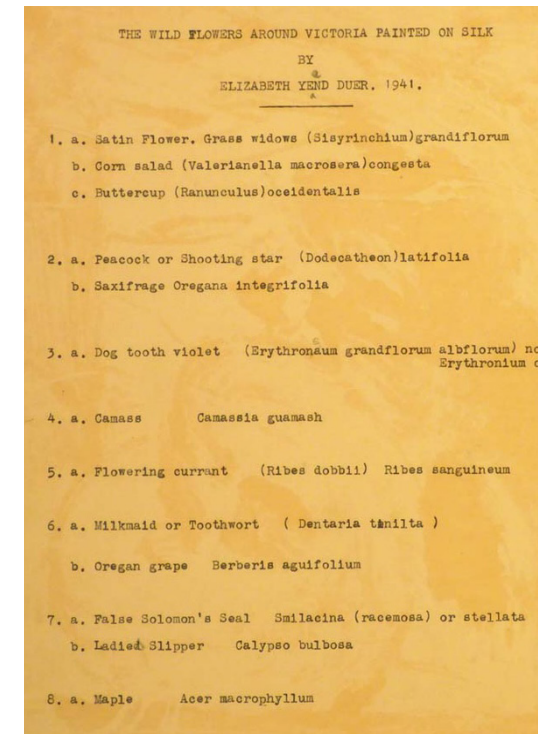 THE WILD FLOWERS AROUND VICTORIA PAINTED ON SILK
BY
ELIZABETH YEND DUER. 1941.
1. a. Satin Flower. Grass widows (Sisyrinchium)grandiflorum
b. Corn salad (Valerianella macrosera)congesta
c. Buttercup (Ranunculus)oceidentalis
2. a. Peacock or Shooting star (Dodecatheon)latifolia
b. Saxifrage Oregana integrifolia
3. a. Dog tooth violet (Erythronaum grandflorum albflorum)
Erythronium
4. a. Camass Camassia guamash
5. a. Flowering currant (Ribes dobbii) Ribes sanguineum
6. a. Milkmaid or Toothwort ( Dentaria tinilta )
b. Oregan grape Berberis aguifolium
7. a. False Solomon's Seal Smilacina (racemosa) or stellata
b. Ladies Slipper Calypso bulbosa
8. a. Maple Acer macrophyllum